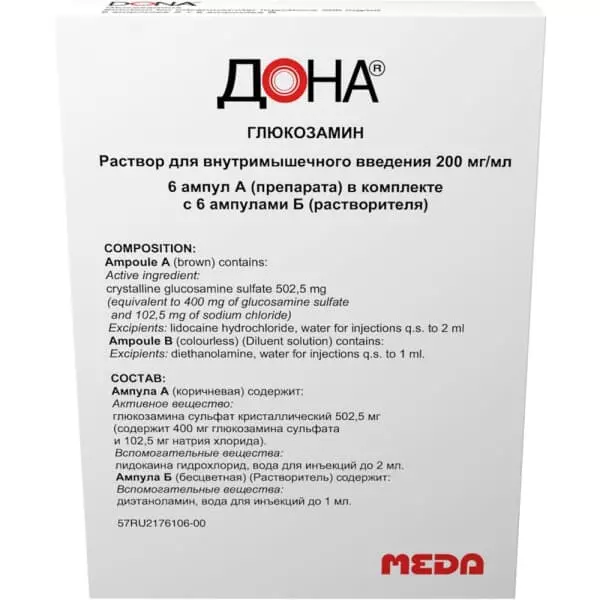 ДОНА®
ДОНА®
ГЛЮКОЗАМИН
Раствор для внутримышечного введения 200 мг/мл
6 ампул А (препарата) в комплекте
с 6 ампулами Б (растворителя)
COMPOSITION:
Ampoule A (brown) contains:
Active ingredient:
crystalline glucosamine sulfate 502,5 mg
(equivalent to 400 mg of glucosamine sulfate
and 102,5 mg of sodium chloride)
Excipients: lidocaine hydrochloride, water for injections q.s. to 2 ml
Ampoule B (colourless) (Diluent solution) contains:
Excipients: diethanolamine, water for injections q.s. to 1 ml.
СОСТАВ:
Ампула А (коричневая) содержит:
Активное вещество:
глюкозамина сульфат кристаллический 502,5 мг
(содержит 400 мг глюкозамина сульфата
и 102,5 мг натрия хлорида).
Вспомогательные вещества:
лидокаина гидрохлорид, вода для инъекций до 2 мл.
Ампула Б (бесцветная) (Растворитель) содержит:
Вспомогательные вещества:
диэтаноламин, вода для инъекций до 1 мл.
57RU2176106-00
MEDA